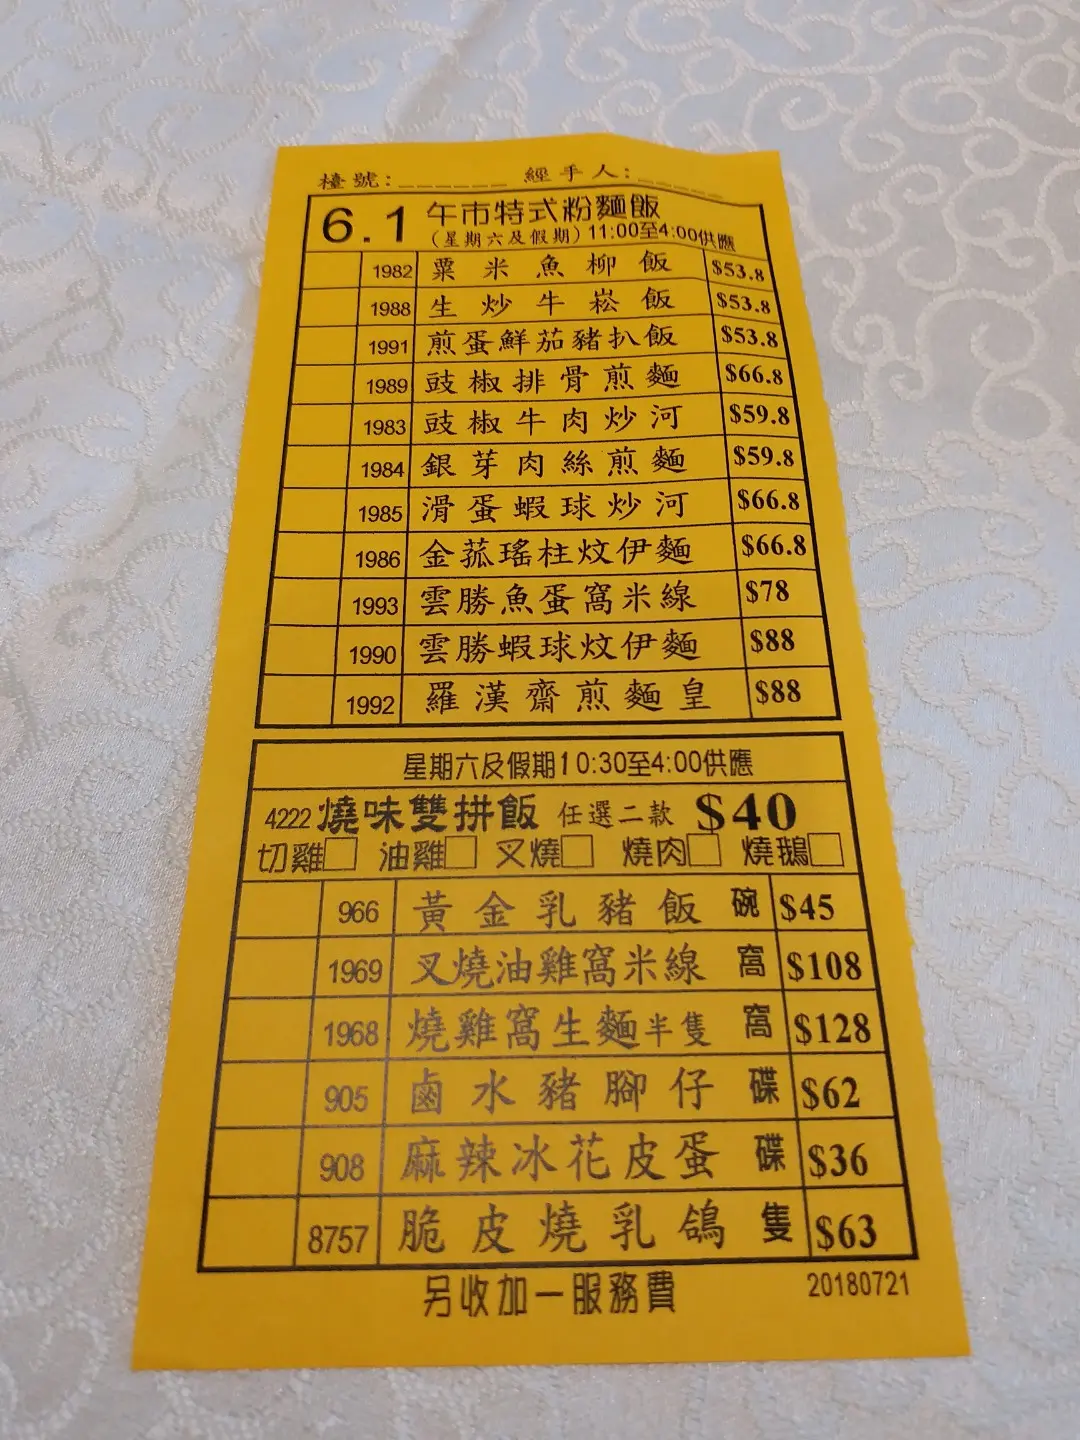 檯號:______ 經手人:_____
6.1 午市特式粉麵飯
(星期六及假期) 11:00至4:00供應
1982 粟米魚柳飯 $53.8
1988 生炒牛崧飯 $53.8
1991 煎蛋鮮茄豬扒飯 $53.8
1989 豉椒排骨煎麵 $66.8
1983 豉椒牛肉炒河 $59.8
1984 銀芽肉絲煎麵 $59.8
1985 滑蛋蝦球炒河 $66.8
1986 金菰瑤柱炆伊麵 $66.8
1993 雲勝魚蛋窩米線 $78
1990 雲勝蝦球炆伊麵 $88
1992 羅漢齋煎麵皇 $88
星期六及假期10:30至4:00供應
4222 燒味雙拼飯 任選二款 $40
切雞□ 油雞□ 叉燒□ 燒肉□ 燒鵝□
966 黃金乳豬飯 碗 $45
1969 叉燒油雞窩米線 窩 $108
1968 燒雞窩生麵半隻 窩 $128
905 鹵水豬腳仔 碟 $62
908 麻辣冰花皮蛋 碟 $36
8757 脆皮燒乳鴿 隻 $63
另收加一服務費 20180721